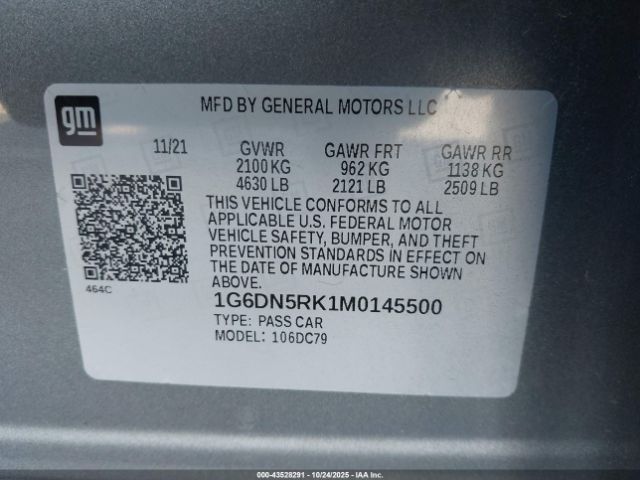 gm
MFD BY GENERAL MOTORS LLC
11/21 GVWR GAWR FRT GAWR RR
2100 KG 962 KG 1138 KG
4630 LB 2121 LB 2509 LB
THIS VEHICLE CONFORMS TO ALL
APPLICABLE U.S. FEDERAL MOTOR
VEHICLE SAFETY, BUMPER, AND THEFT
PREVENTION STANDARDS IN EFFECT ON
THE DATE OF MANUFACTURE SHOWN
ABOVE.
464C
1G6DN5RK1M0145500
TYPE: PASS CAR
MODEL: 106DC79
000-43528291 - 10/24/2025 - IAAI.COM